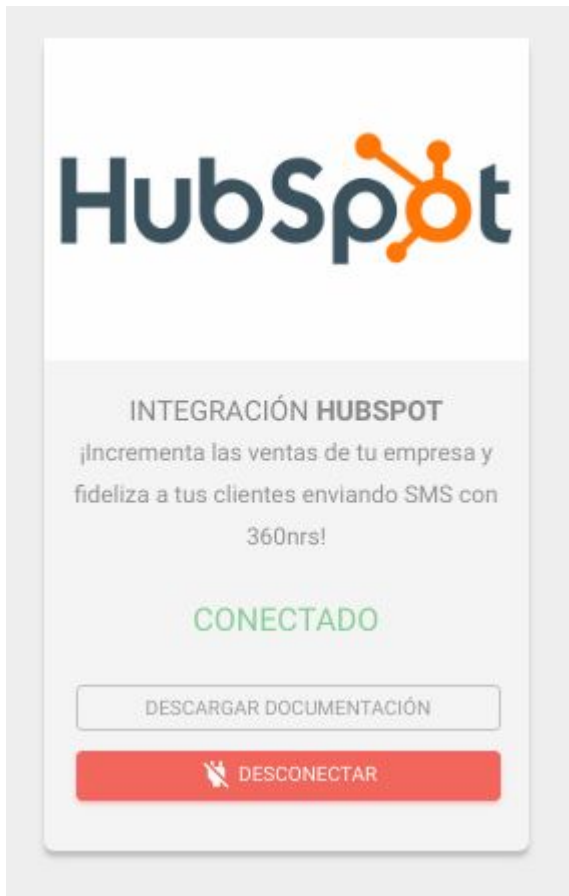 HubSpot
INTEGRACIÓN HUBSPOT
¡Incrementa las ventas de tu empresa y
fideliza a tus clientes enviando SMS con
360nrs!
CONECTADO
DESCARGAR DOCUMENTACIÓN
DESCONECTAR